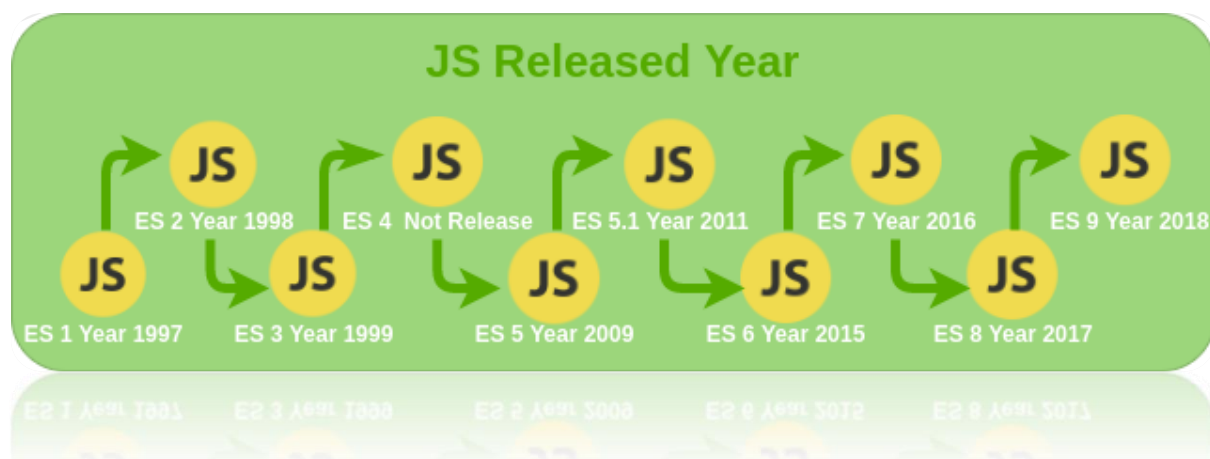 JS Released Year
JS JS JS JS JS
ES 2 Year 1998 ES 4 Not Release ES 5.1 Year 2011 ES 7 Year 2016 ES 9 Year 2018
JS JS JS JS JS
ES 1 Year 1997 ES 3 Year 1999 ES 5 Year 2009 ES 6 Year 2015 ES 8 Year 2017